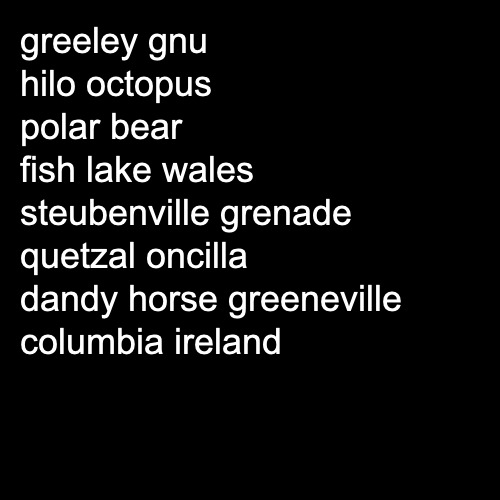 greeley gnu
hilo octopus
polar bear
fish lake wales
steubenville grenade
quetzal oncilla
dandy horse greeneville
columbia ireland